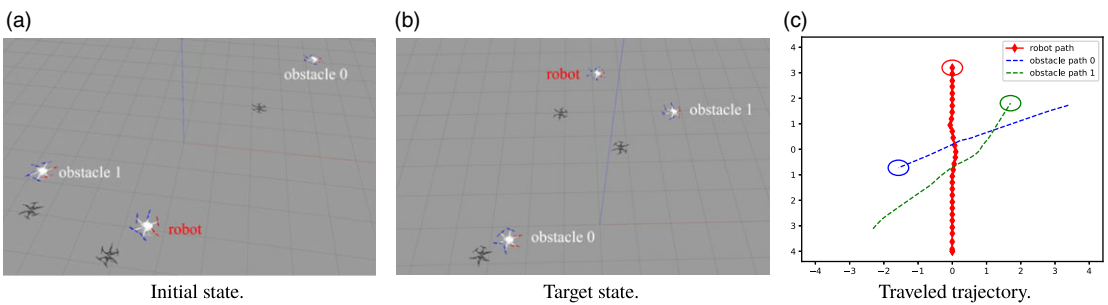 (a)
obstacle 0
obstacle 1
robot
Initial state.
(b)
robot
obstacle 1
obstacle 0
Target state.
(c)
robot path
obstacle path 0
obstacle path 1
4
3
2
1
0
1
2
3
4
−4 −3 −2 −1 0 1 2 3 4
Traveled trajectory.